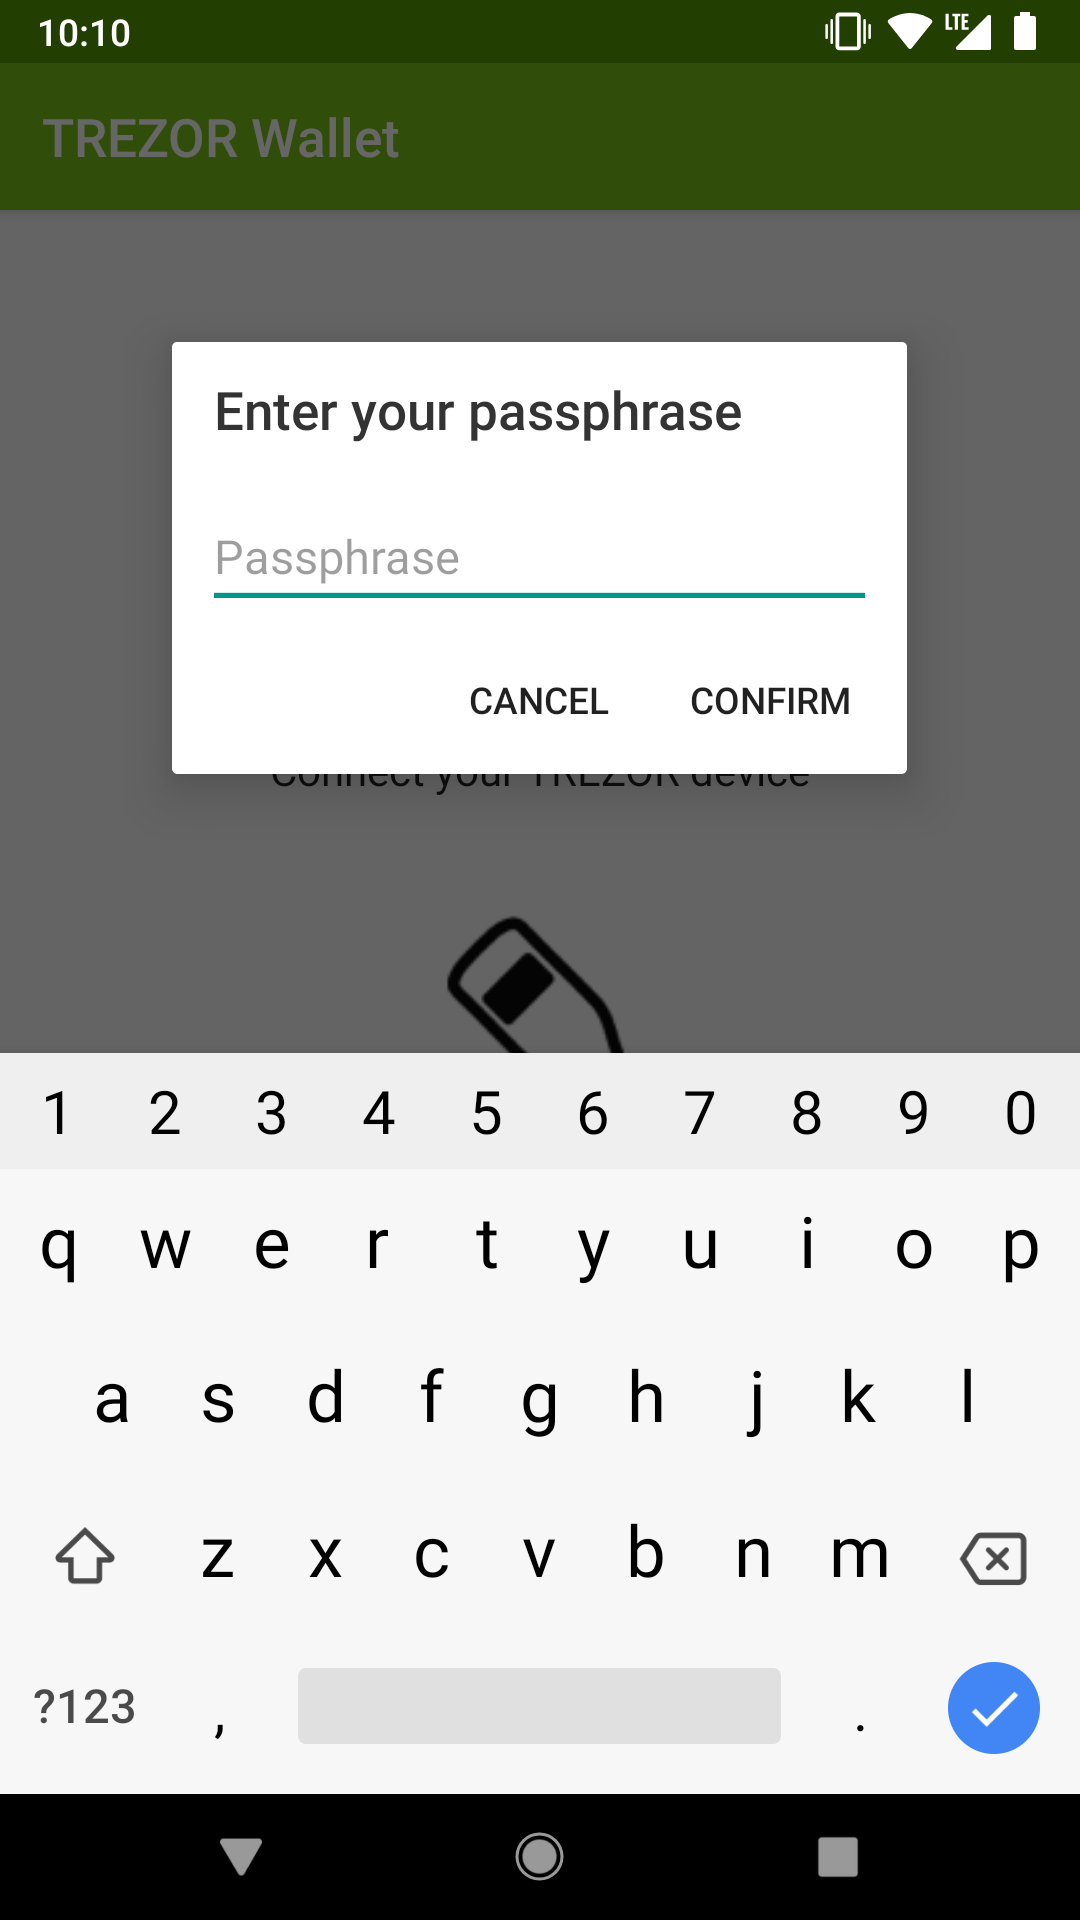 10:10
LTE
TREZOR Wallet
Enter your passphrase
Passphrase
CANCEL CONFIRM
Connect your TREZOR device
1 2 3 4 5 6 7 8 9 0
q w e r t y u i o p
a s d f g h j k l
z x c v b n m
?123 , .